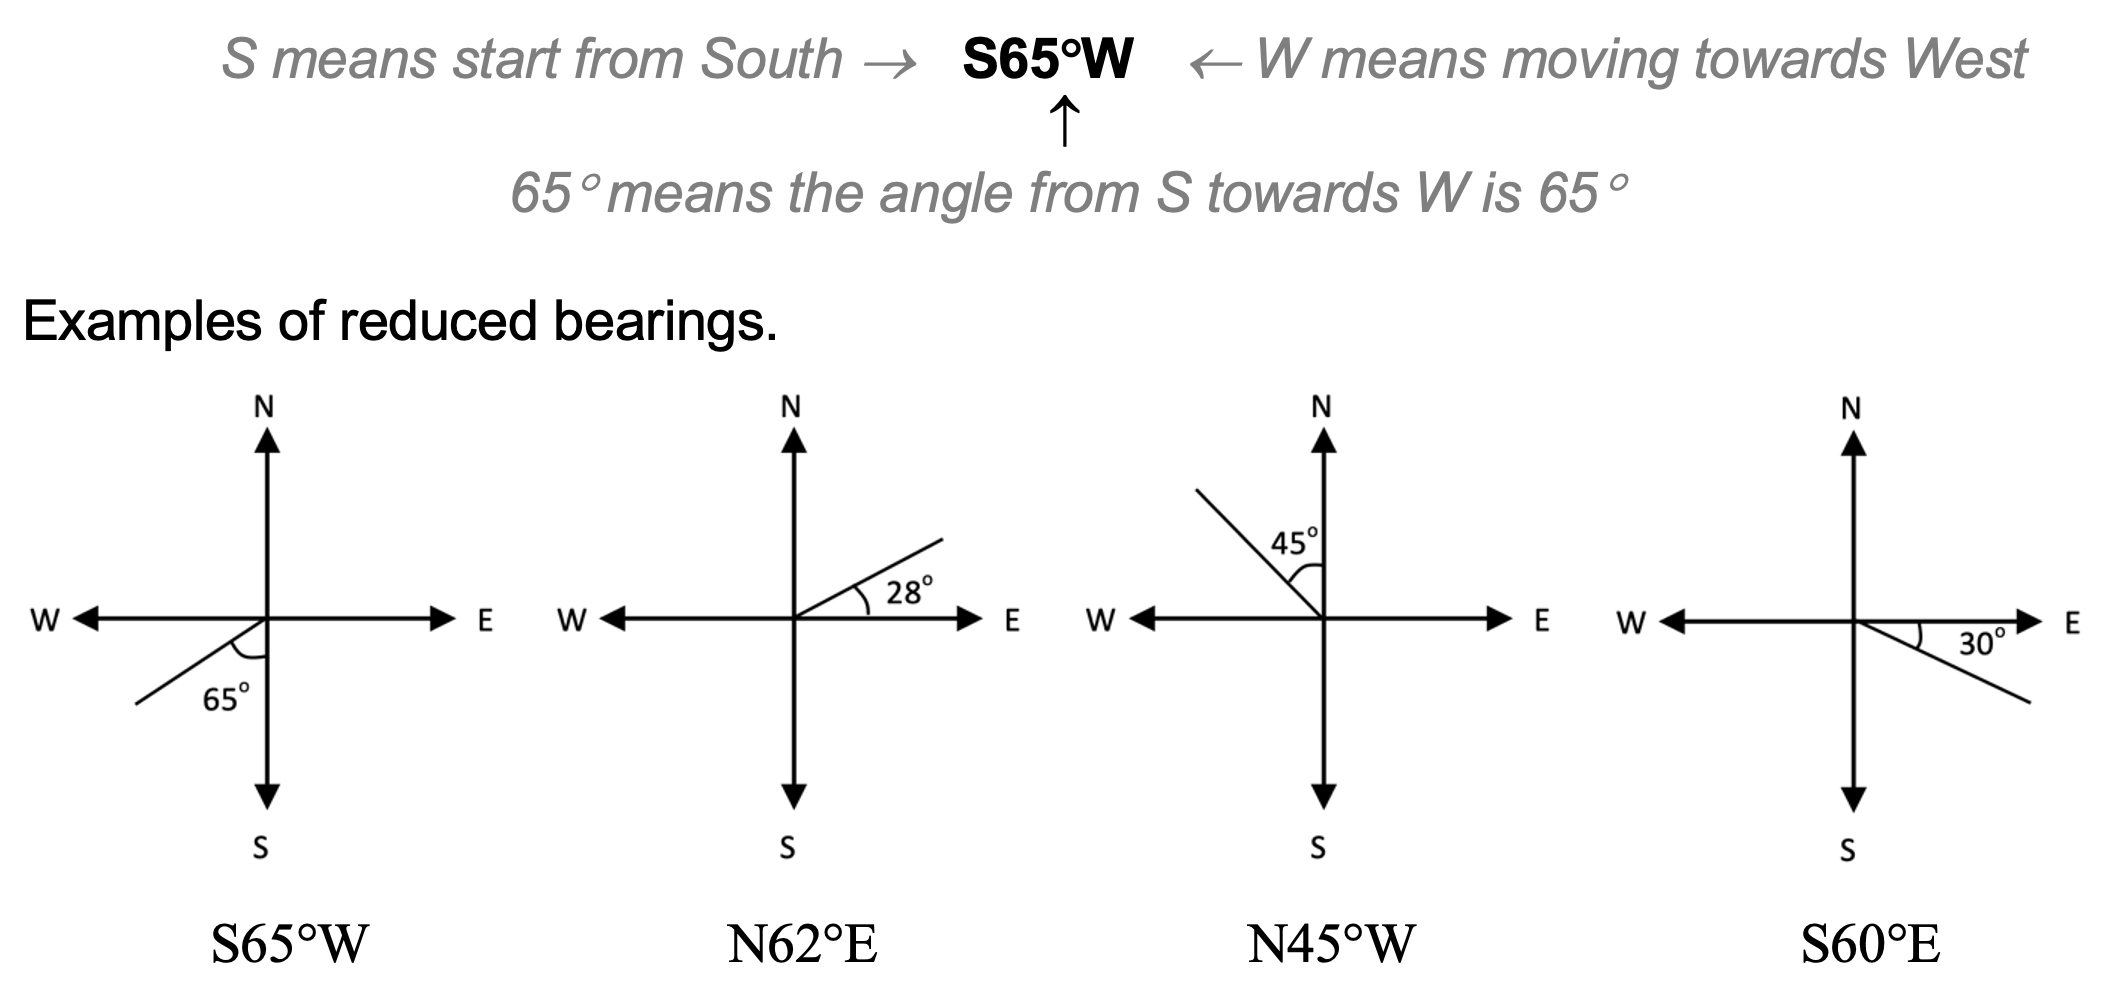 S means start from South → S65°W ← W means moving towards West
↑
65° means the angle from S towards W is 65°
Examples of reduced bearings.
N N N N
45°
28°
W E W E W E W E
30°
65°
S S S S
S65°W N62°E N45°W S60°E